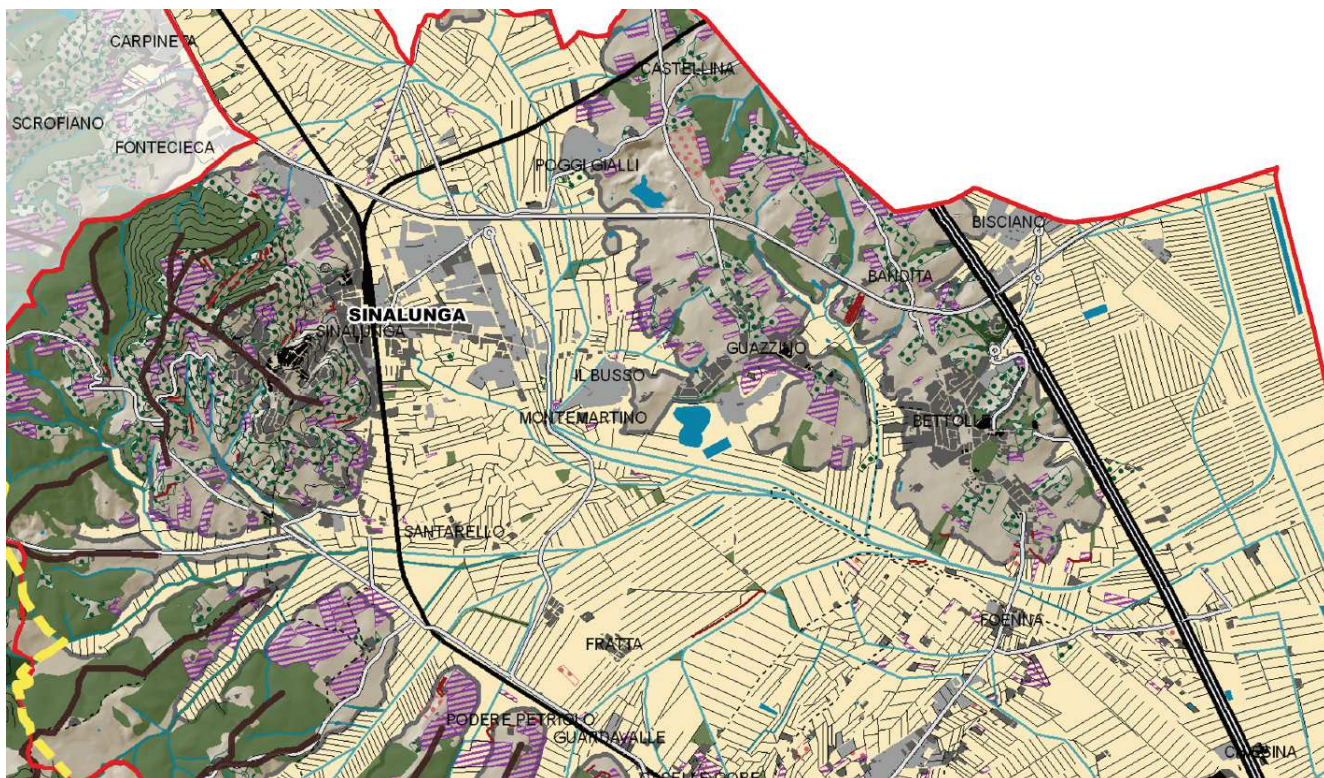 CARPINETA
CASTELLINA
SCROFIANO
FONTECIECA
POGGI GIALLI
BISCIANO
BANDITA
SINALUNGA
SINALUNGA
GUAZZINO
IL BUSSO
MONTEMARTINO
BETTOLLE
SANTARELLO
FOENNA
FRATTA
PODERE PETRIOLO
GUARDAVALLE